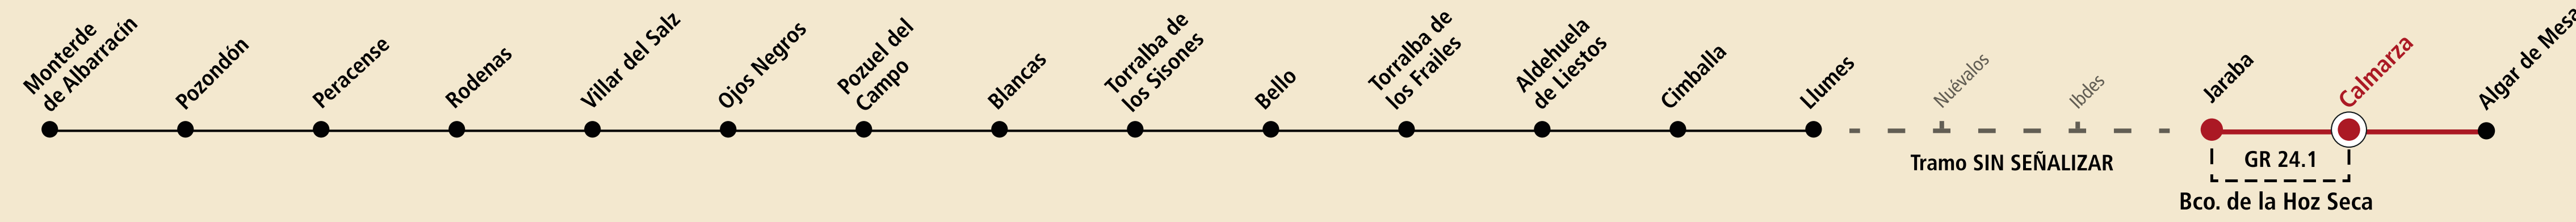 Monterde
de Albarracín
Pozondón
Peracense
Rodenas
Villar del Salz
Ojos Negros
Pozuel del
Campo
Blancas
Torralba de
los Sisones
Bello
Torralba de
los Frailes
Aldehuela
de Liestos
Cimballa
Llumes
Nuévalos
Ibdes
Jaraba
Calmarza
Algar de Mesa
Tramo SIN SEÑALIZAR
GR 24.1
Bco. de la Hoz Seca